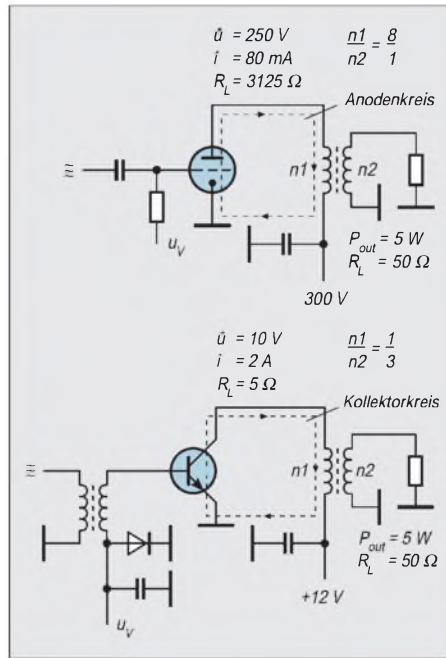 û = 250 V
î = 80 mA
R_L = 3125 Ω
n1/n2 = 8/1
Anodenkreis
n1
n2
u_V
P_out = 5 W
R_L = 50 Ω
300 V
û = 10 V
î = 2 A
R_L = 5 Ω
n1/n2 = 1/3
Kollektorkreis
n1
n2
P_out = 5 W
R_L = 50 Ω
+12 V
u_V